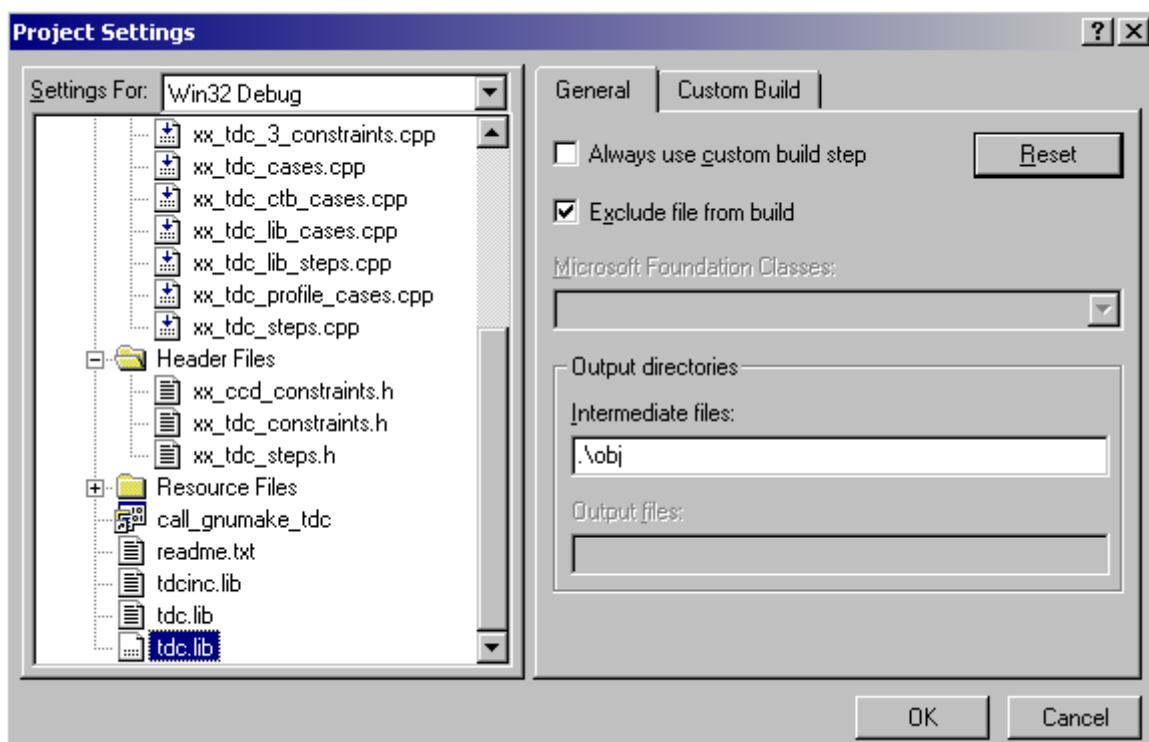 Project Settings
Settings For: Win32 Debug
xx_tdc_3_constraints.cpp
xx_tdc_cases.cpp
xx_tdc_ctb_cases.cpp
xx_tdc_lib_cases.cpp
xx_tdc_lib_steps.cpp
xx_tdc_profile_cases.cpp
xx_tdc_steps.cpp
Header Files
xx_ccd_constraints.h
xx_tdc_constraints.h
xx_tdc_steps.h
Resource Files
call_gnumake_tdc
readme.txt
tdcinc.lib
tdc.lib
tdc.lib
General Custom Build
Always use custom build step Reset
Exclude file from build
Microsoft Foundation Classes:
Output directories
Intermediate files:
.\obj
Output files:
OK Cancel